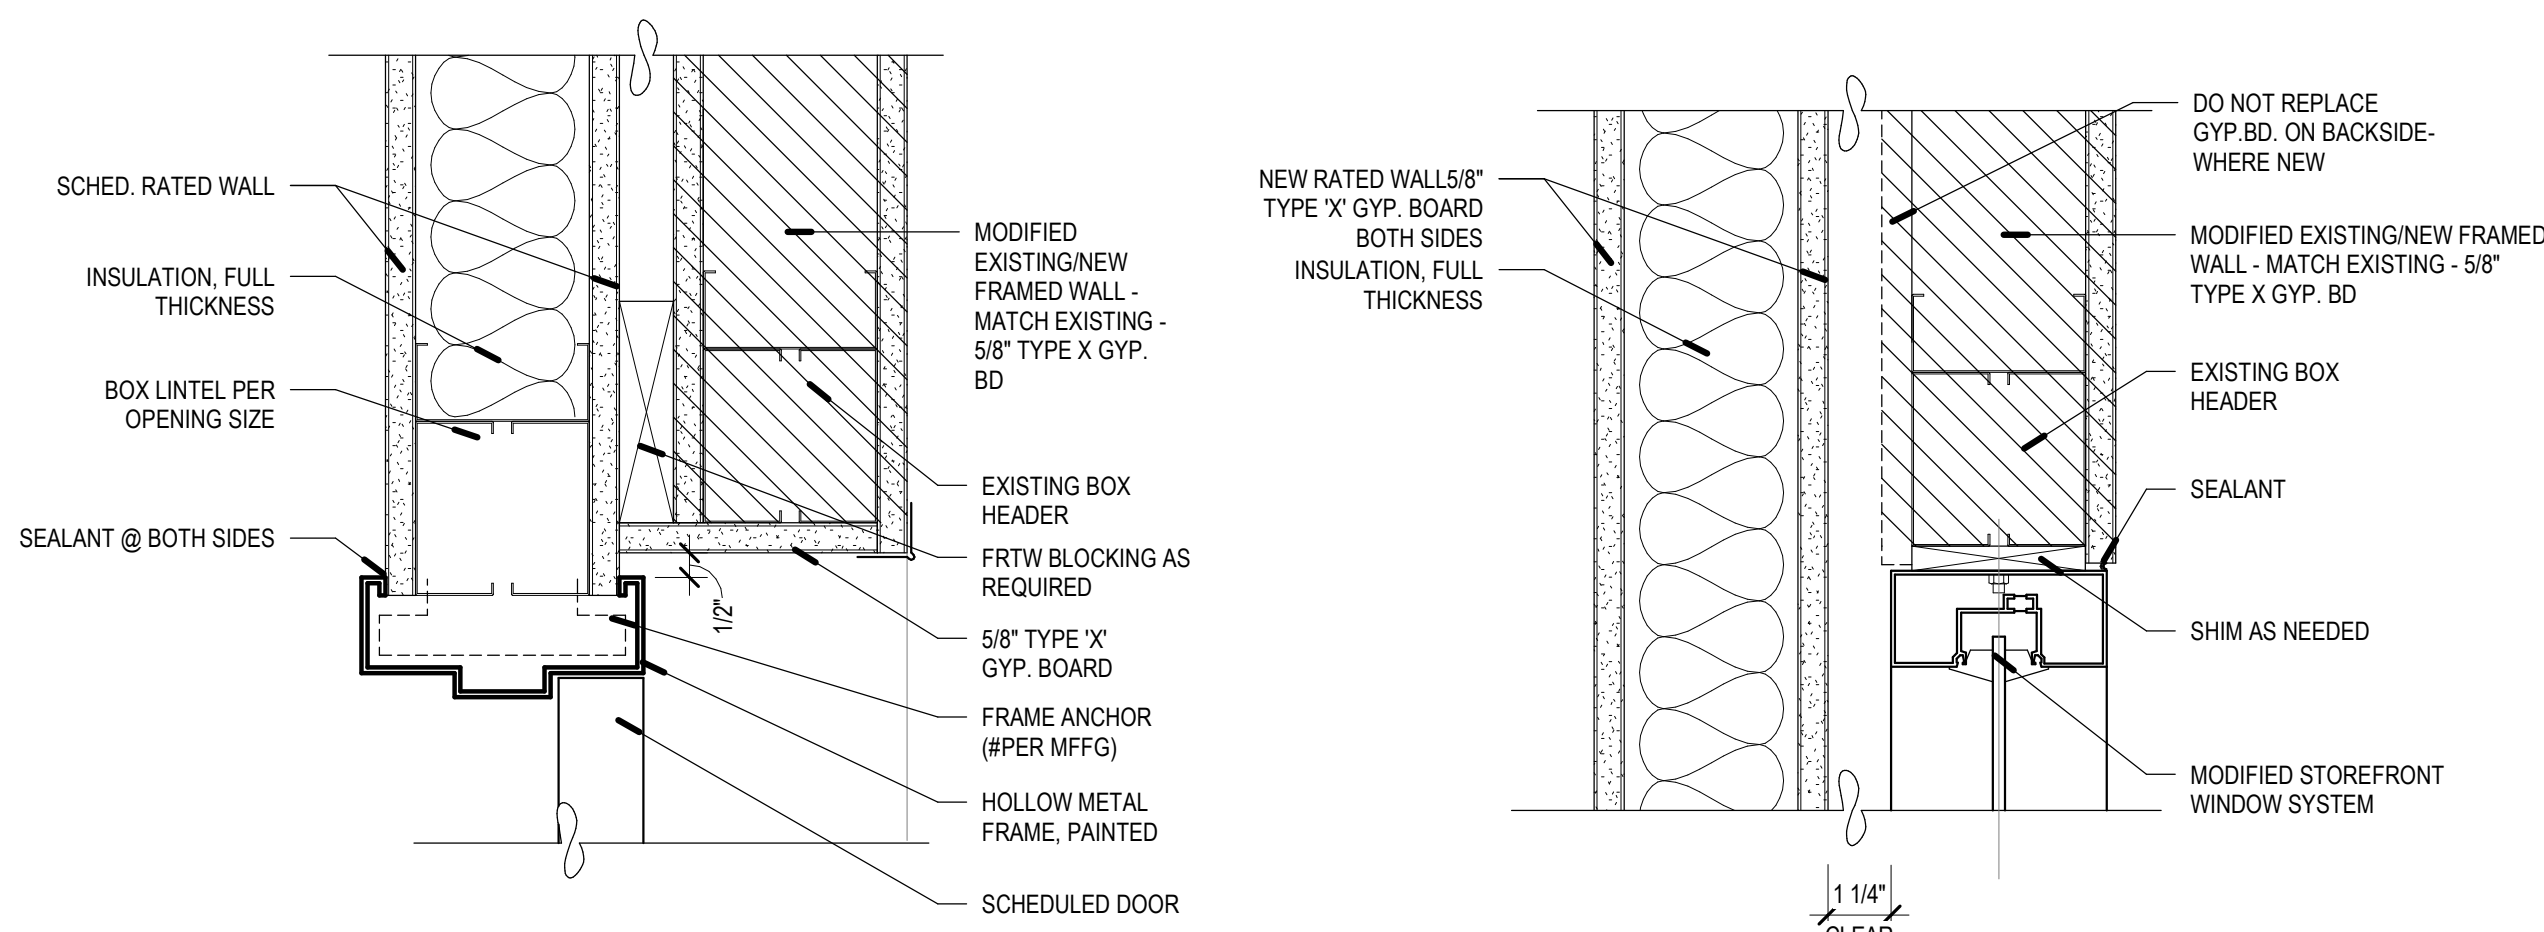 SCHED. RATED WALL
INSULATION, FULL
THICKNESS
BOX LINTEL PER
OPENING SIZE
SEALANT @ BOTH SIDES
MODIFIED
EXISTING/NEW
FRAMED WALL -
MATCH EXISTING -
5/8" TYPE X GYP.
BD
EXISTING BOX
HEADER
FRTW BLOCKING AS
REQUIRED
1/2"
5/8" TYPE 'X'
GYP. BOARD
FRAME ANCHOR
(#PER MFFG)
HOLLOW METAL
FRAME, PAINTED
SCHEDULED DOOR
NEW RATED WALL5/8"
TYPE 'X' GYP. BOARD
BOTH SIDES
INSULATION, FULL
THICKNESS
DO NOT REPLACE
GYP.BD. ON BACKSIDE-
WHERE NEW
MODIFIED EXISTING/NEW FRAMED
WALL - MATCH EXISTING - 5/8"
TYPE X GYP. BD
EXISTING BOX
HEADER
SEALANT
SHIM AS NEEDED
MODIFIED STOREFRONT
WINDOW SYSTEM
1 1/4"
CLEAR